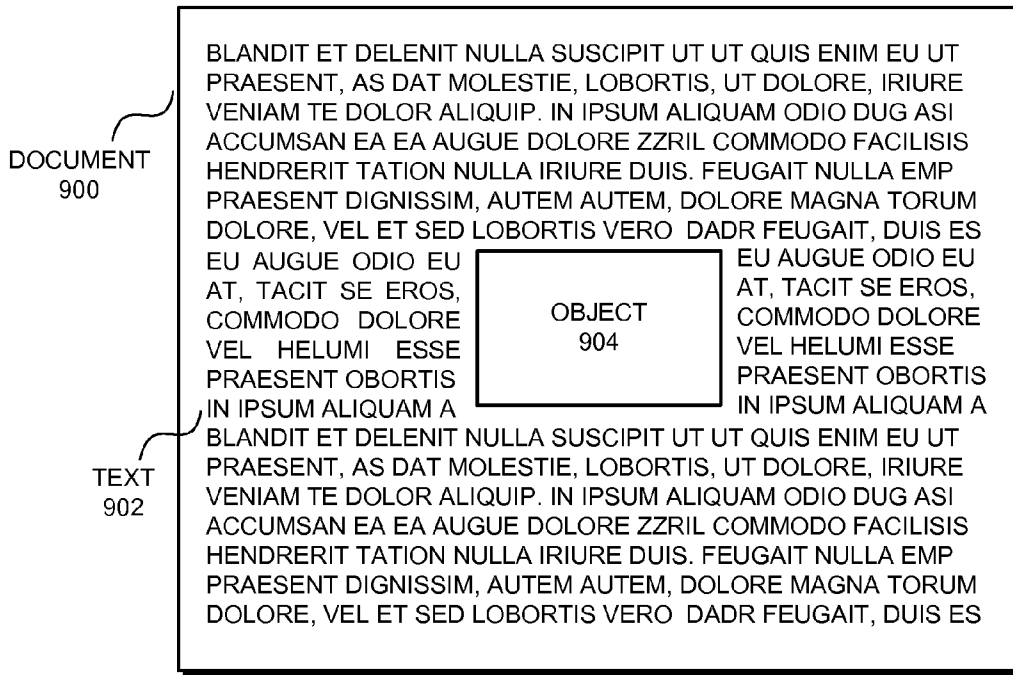 BLANDIT ET DELENIT NULLA SUSCIPIT UT UT QUIS ENIM EU UT
PRAESENT, AS DAT MOLESTIE, LOBORTIS, UT DOLORE, IRIURE
VENIAM TE DOLOR ALIQUIP. IN IPSUM ALIQUAM ODIO DUG ASI
ACCUMSAN EA EA AUGUE DOLORE ZZRIL COMMODO FACILISIS
HENDRERIT TATION NULLA IRIURE DUIS. FEUGAIT NULLA EMP
PRAESENT DIGNISSIM, AUTEM AUTEM, DOLORE MAGNA TORUM
DOLORE, VEL ET SED LOBORTIS VERO DADR FEUGAIT, DUIS ES
EU AUGUE ODIO EU
AT, TACIT SE EROS,
COMMODO DOLORE
VEL HELUMI ESSE
PRAESENT OBORTIS
IN IPSUM ALIQUAM A
OBJECT
904
EU AUGUE ODIO EU
AT, TACIT SE EROS,
COMMODO DOLORE
VEL HELUMI ESSE
PRAESENT OBORTIS
IN IPSUM ALIQUAM A
BLANDIT ET DELENIT NULLA SUSCIPIT UT UT QUIS ENIM EU UT
PRAESENT, AS DAT MOLESTIE, LOBORTIS, UT DOLORE, IRIURE
VENIAM TE DOLOR ALIQUIP. IN IPSUM ALIQUAM ODIO DUG ASI
ACCUMSAN EA EA AUGUE DOLORE ZZRIL COMMODO FACILISIS
HENDRERIT TATION NULLA IRIURE DUIS. FEUGAIT NULLA EMP
PRAESENT DIGNISSIM, AUTEM AUTEM, DOLORE MAGNA TORUM
DOLORE, VEL ET SED LOBORTIS VERO DADR FEUGAIT, DUIS ES
DOCUMENT
900
TEXT
902